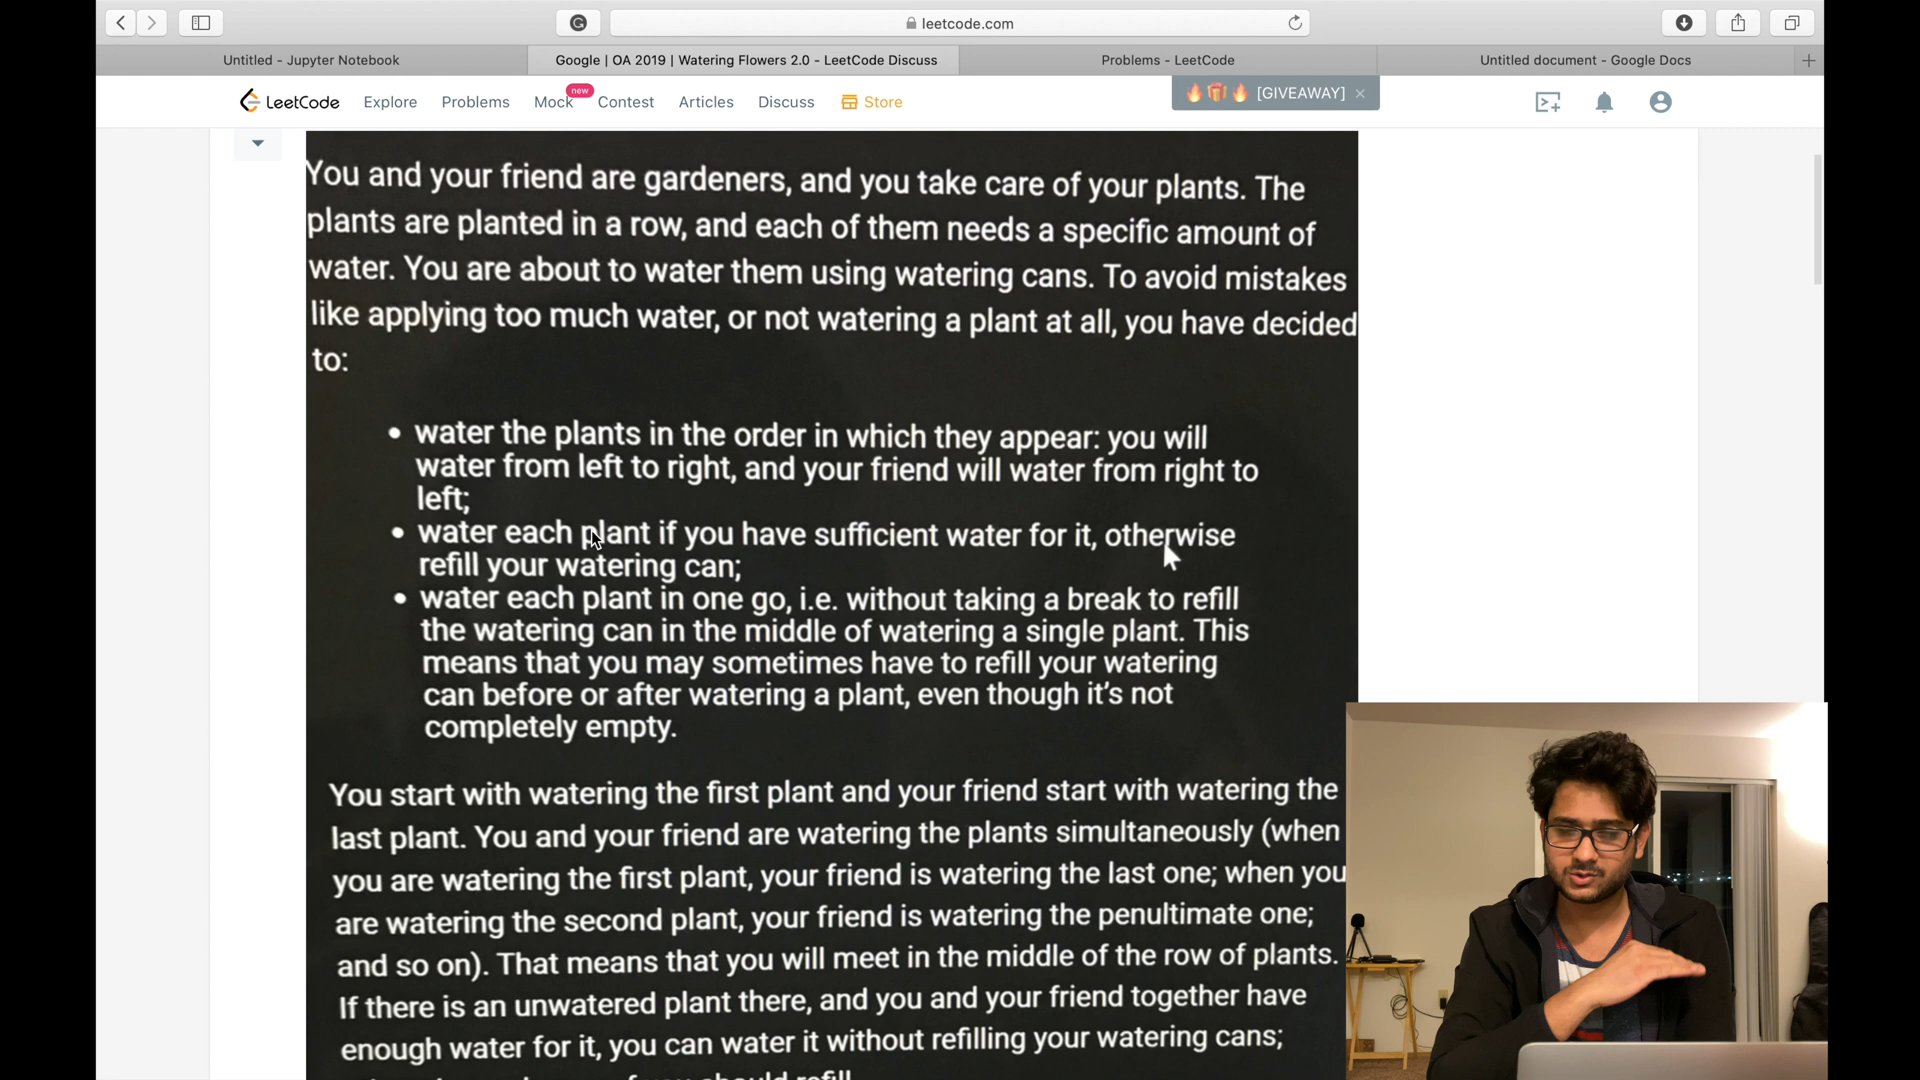 leetcode.com
Untitled - Jupyter Notebook
Google | OA 2019 | Watering Flowers 2.0 - LeetCode Discuss
Problems - LeetCode
Untitled document - Google Docs
LeetCode
Explore
Problems
Mock
new
Contest
Articles
Discuss
Store
[GIVEAWAY]
You and your friend are gardeners, and you take care of your plants. The
plants are planted in a row, and each of them needs a specific amount of
water. You are about to water them using watering cans. To avoid mistakes
like applying too much water, or not watering a plant at all, you have decided
to:
• water the plants in the order in which they appear: you will
water from left to right, and your friend will water from right to
left;
• water each plant if you have sufficient water for it, otherwise
refill your watering can;
• water each plant in one go, i.e. without taking a break to refill
the watering can in the middle of watering a single plant. This
means that you may sometimes have to refill your watering
can before or after watering a plant, even though it's not
completely empty.
You start with watering the first plant and your friend start with watering the
last plant. You and your friend are watering the plants simultaneously (when
you are watering the first plant, your friend is watering the last one; when you
are watering the second plant, your friend is watering the penultimate one;
and so on). That means that you will meet in the middle of the row of plants.
If there is an unwatered plant there, and you and your friend together have
enough water for it, you can water it without refilling your watering cans;
should refill